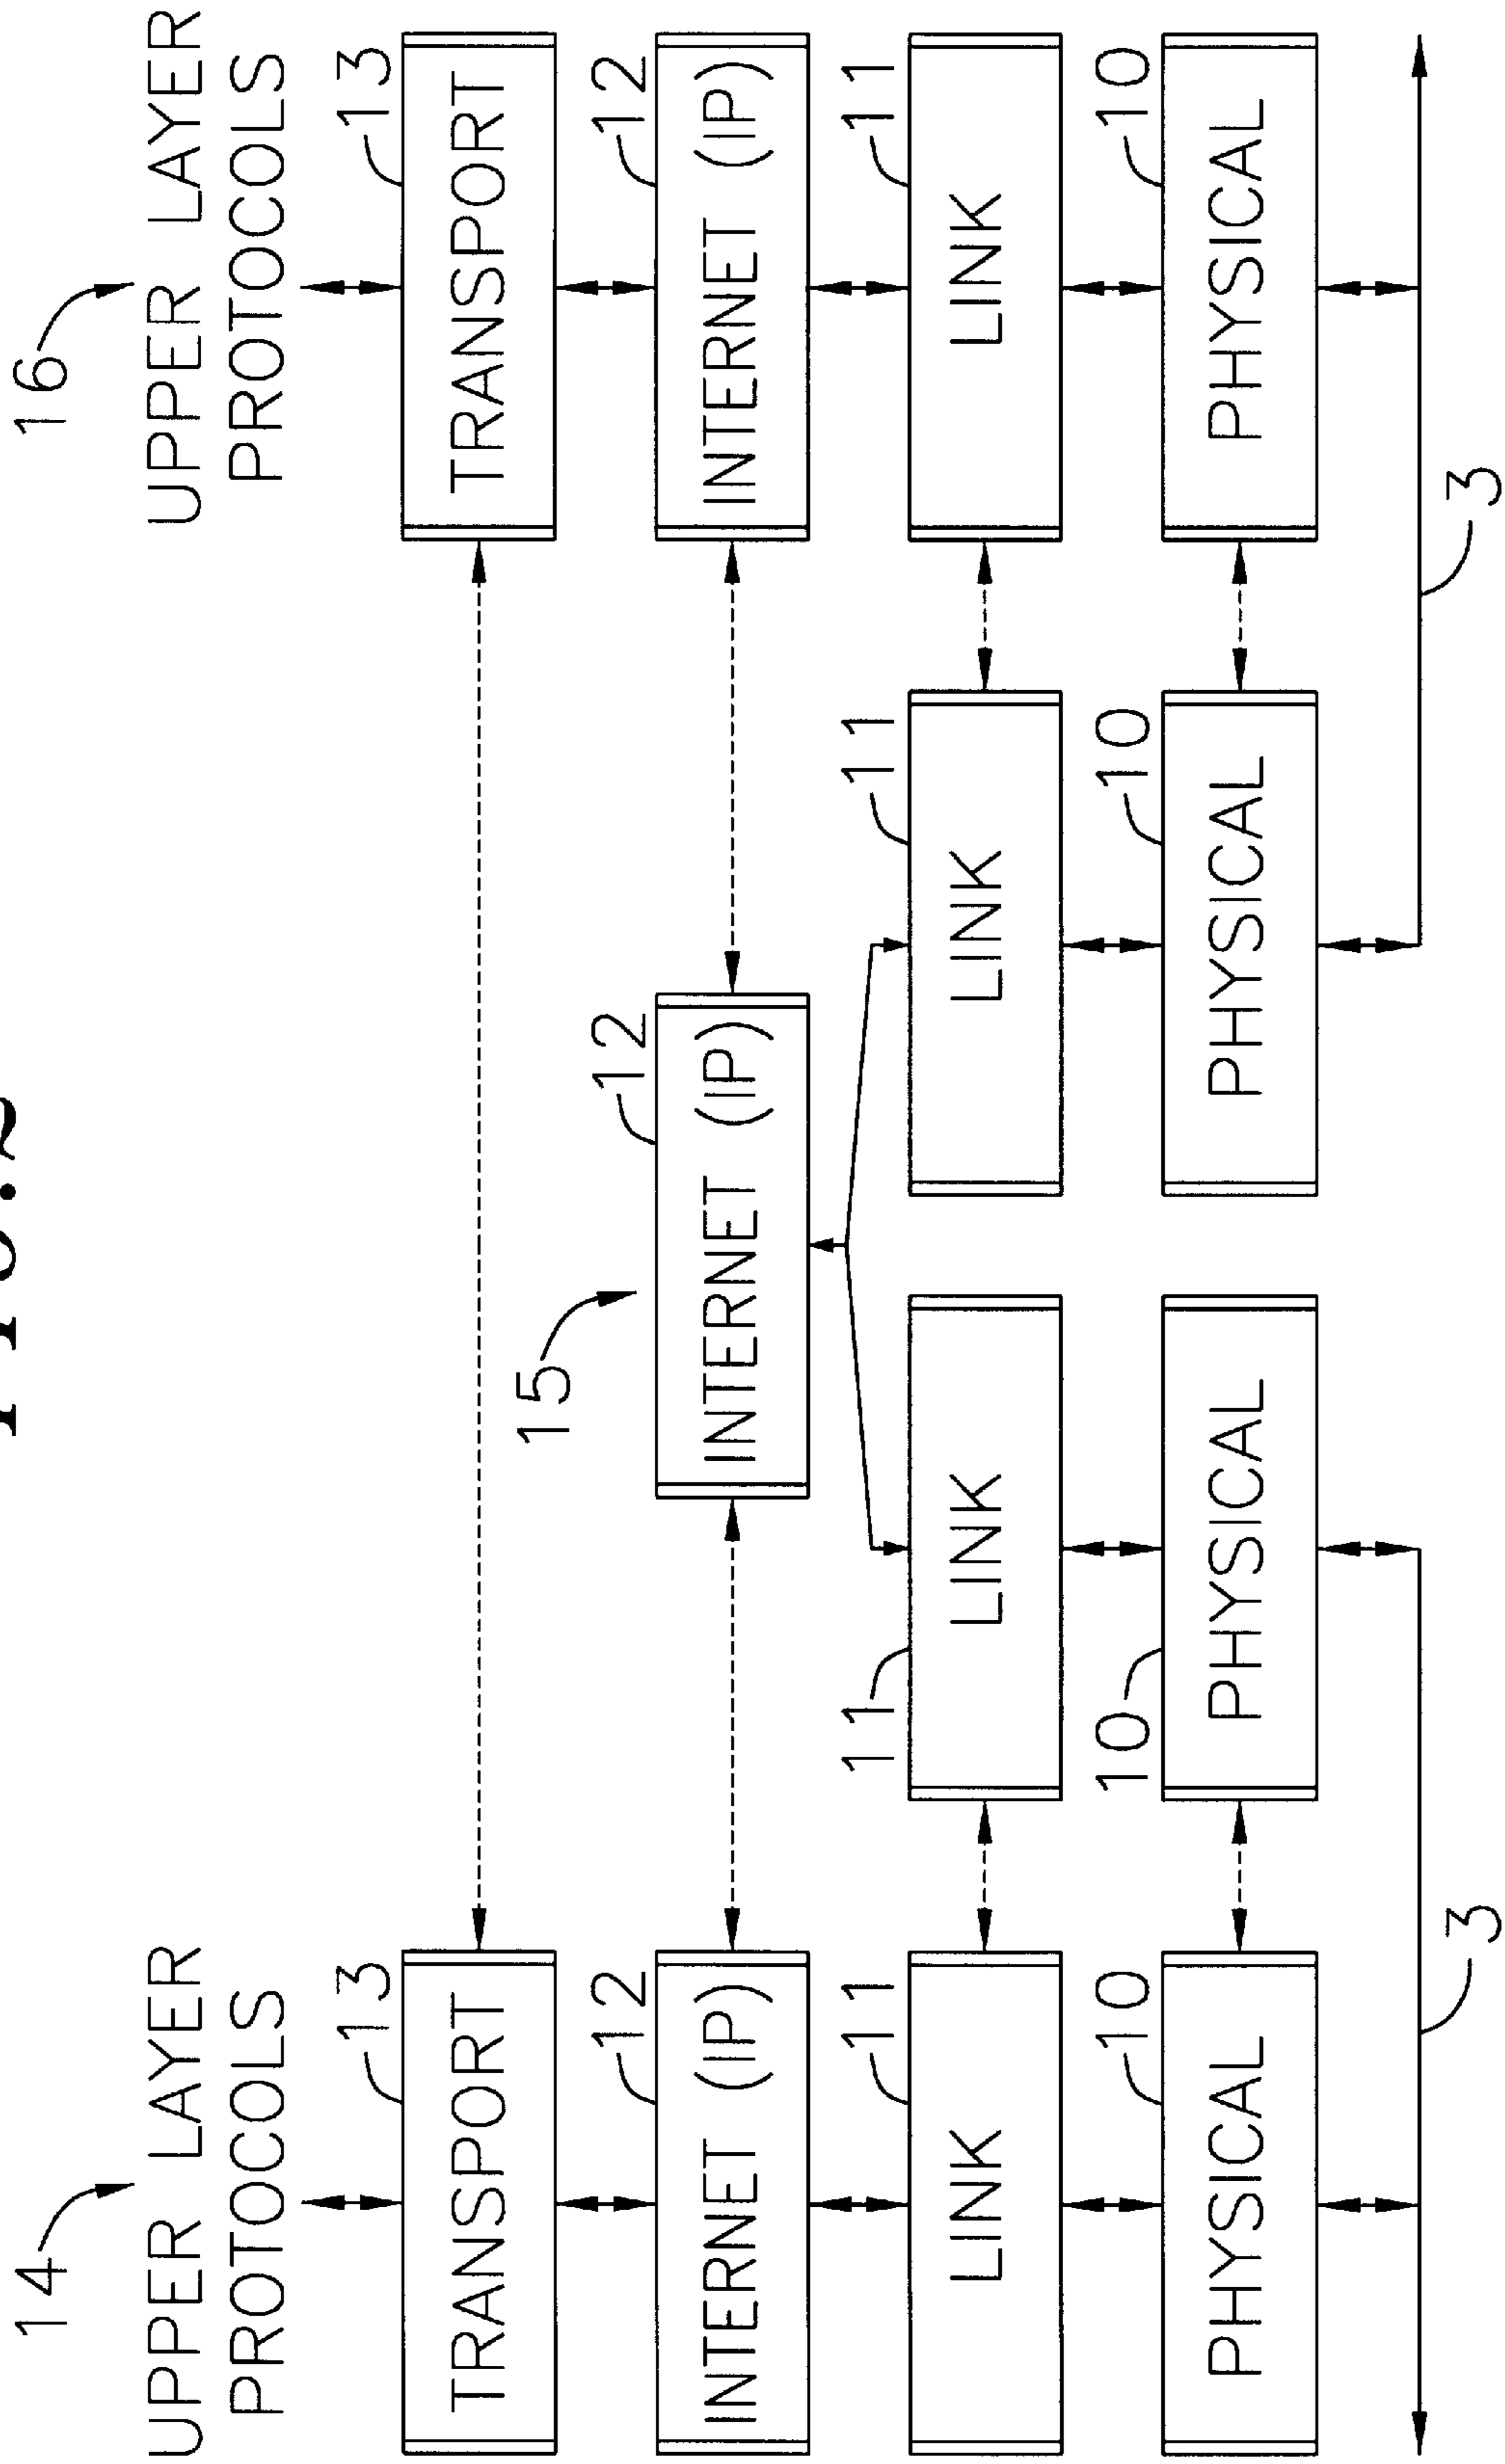 14
16
UPPER LAYER
PROTOCOLS
UPPER LAYER
PROTOCOLS
13
13
TRANSPORT
TRANSPORT
15
12
12
12
INTERNET (IP)
INTERNET (IP)
INTERNET (IP)
11
11
11
11
LINK
LINK
LINK
LINK
10
10
10
10
PHYSICAL
PHYSICAL
PHYSICAL
PHYSICAL
3
3